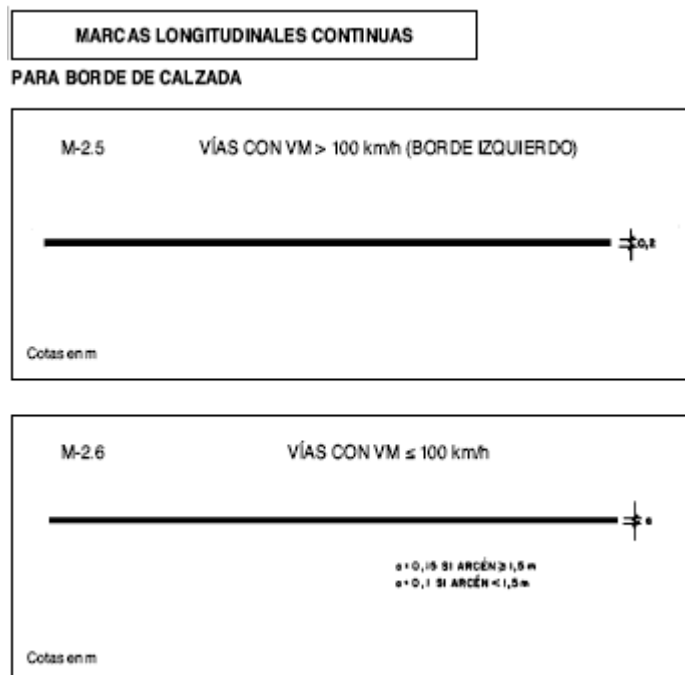 MARCAS LONGITUDINALES CONTINUAS
PARA BORDE DE CALZADA
M-2.5 VÍAS CON VM > 100 km/h (BORDE IZQUIERDO)
0,2
Cotas en m
M-2.6 VÍAS CON VM ≤ 100 km/h
a
a = 0,15 SI ARCÉN ≥ 1,5 m
a = 0,1 SI ARCÉN < 1,5 m
Cotas en m